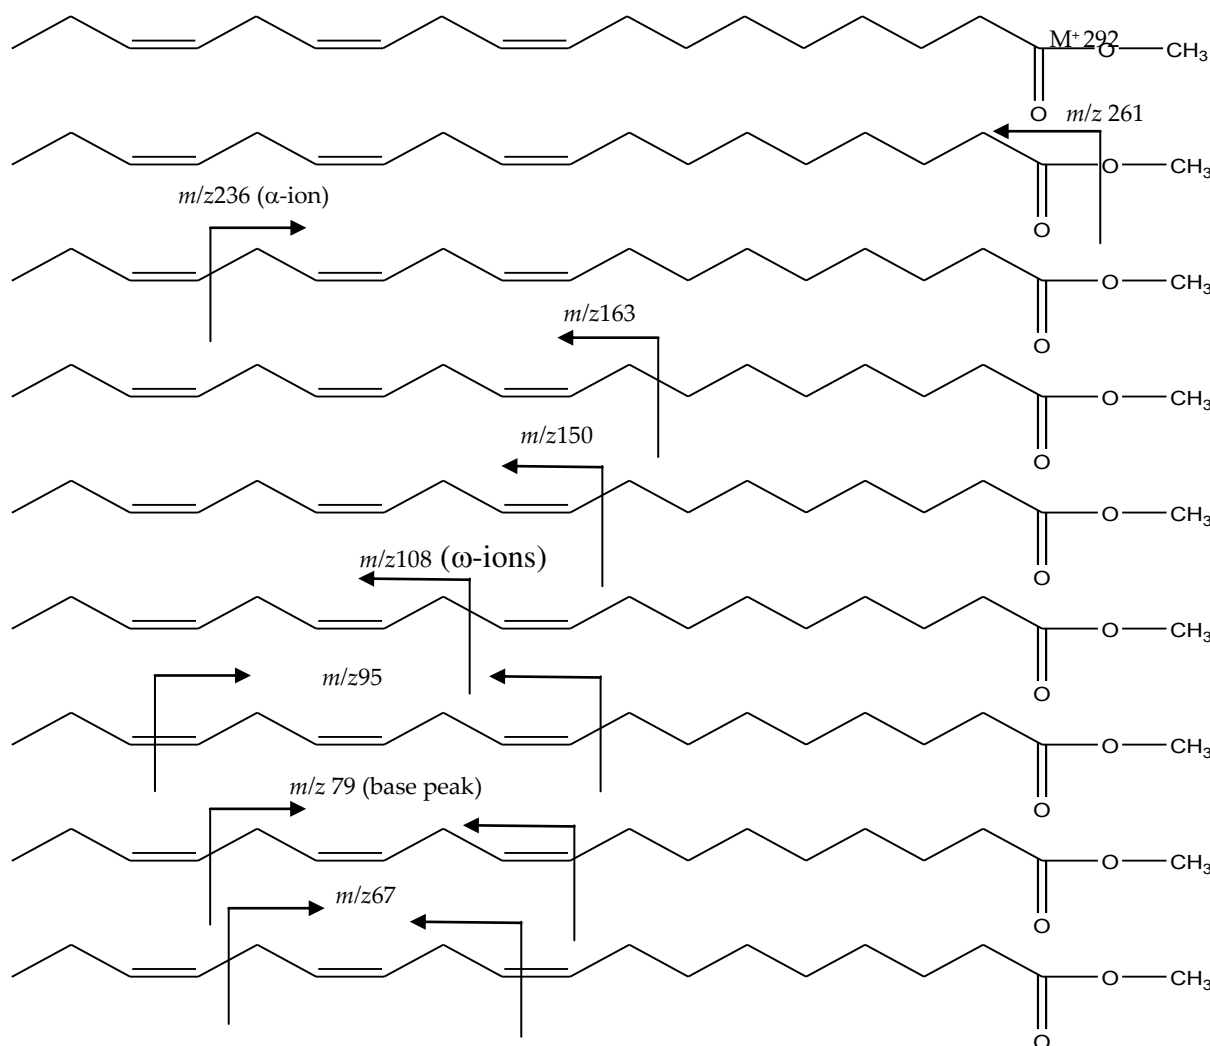 M⁺ 292
O CH₃
O
m/z 261
O CH₃
O
m/z236 (α-ion)
O CH₃
O
m/z163
O CH₃
O
m/z150
O CH₃
O
m/z108 (ω-ions)
O CH₃
O
m/z95
O CH₃
O
m/z 79 (base peak)
O CH₃
O
m/z67
O CH₃
O